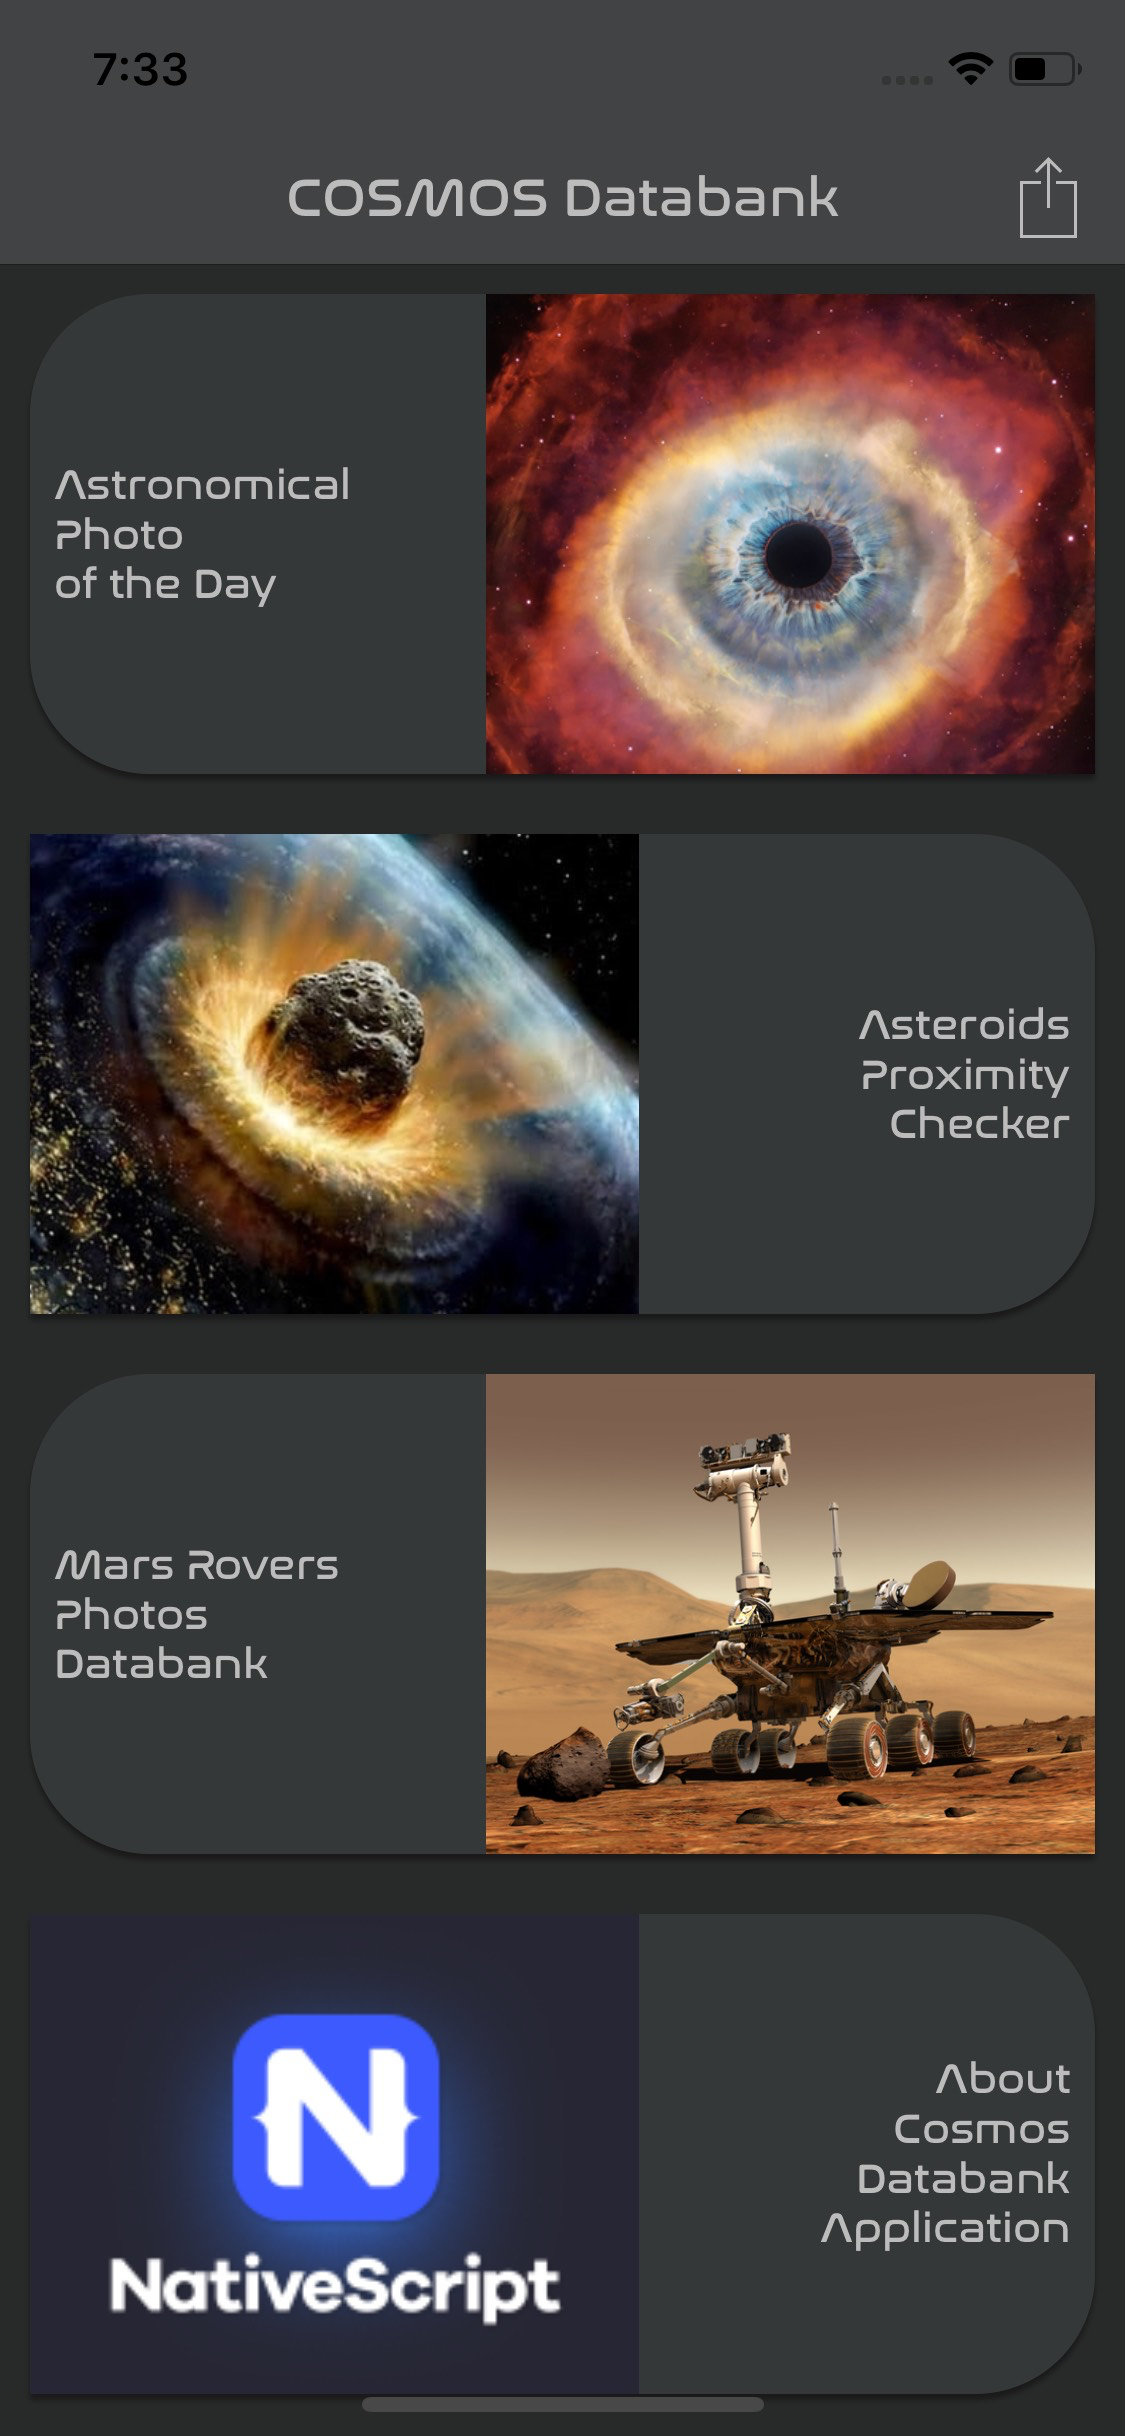 7:33
COSMOS Databank
Astronomical
Photo
of the Day
Asteroids
Proximity
Checker
Mars Rovers
Photos
Databank
N
NativeScript
About
Cosmos
Databank
Application